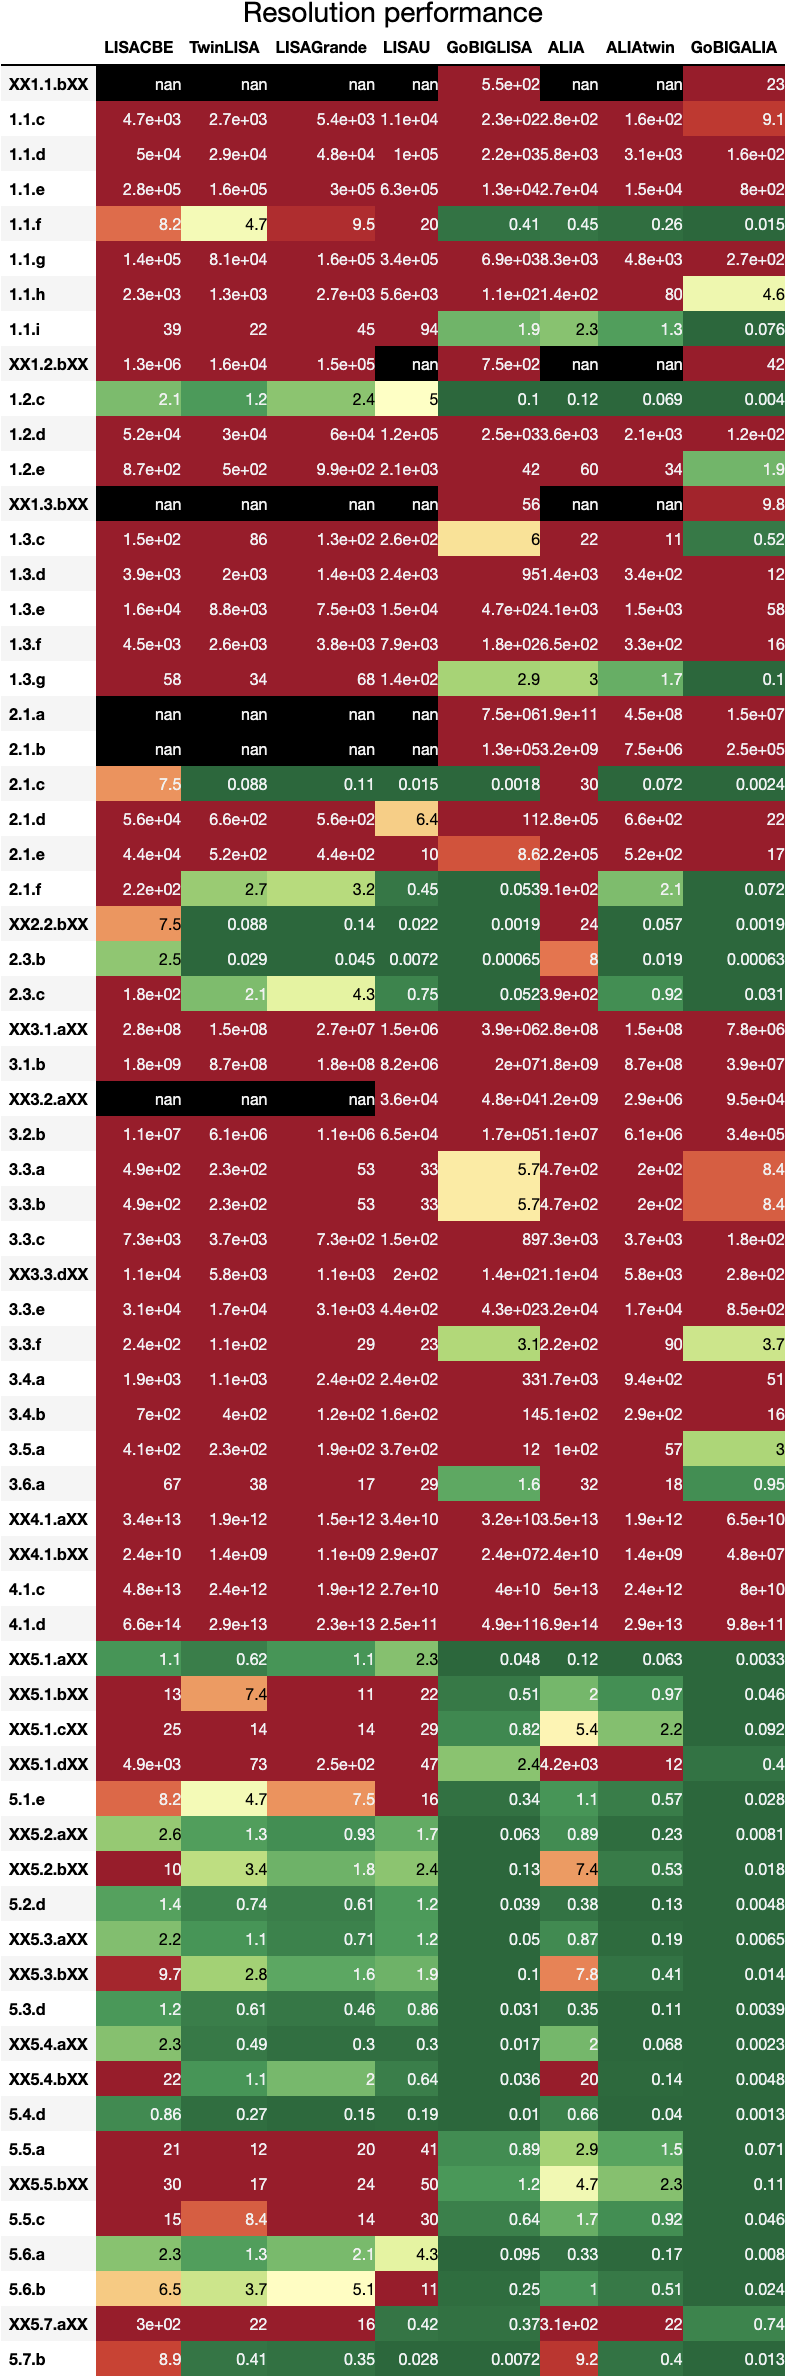 Resolution performance
LISACBE TwinLISA LISAGrande LISAU GoBIGLISA ALIA ALIAtwin GoBIGALIA
XX1.1.bXX nan nan nan nan 5.5e+02 nan nan 23
1.1.c 4.7e+03 2.7e+03 5.4e+03 1.1e+04 2.3e+02 2.8e+02 1.6e+02 9.1
1.1.d 5e+04 2.9e+04 4.8e+04 1e+05 2.2e+03 5.8e+03 3.1e+03 1.6e+02
1.1.e 2.8e+05 1.6e+05 3e+05 6.3e+05 1.3e+04 2.7e+04 1.5e+04 8e+02
1.1.f 8.2 4.7 9.5 20 0.41 0.45 0.26 0.015
1.1.g 1.4e+05 8.1e+04 1.6e+05 3.4e+05 6.9e+03 8.3e+03 4.8e+03 2.7e+02
1.1.h 2.3e+03 1.3e+03 2.7e+03 5.6e+03 1.1e+02 1.4e+02 80 4.6
1.1.i 39 22 45 94 1.9 2.3 1.3 0.076
XX1.2.bXX 1.3e+06 1.6e+04 1.5e+05 nan 7.5e+02 nan nan 42
1.2.c 2.1 1.2 2.4 5 0.1 0.12 0.069 0.004
1.2.d 5.2e+04 3e+04 6e+04 1.2e+05 2.5e+03 3.6e+03 2.1e+03 1.2e+02
1.2.e 8.7e+02 5e+02 9.9e+02 2.1e+03 42 60 34 1.9
XX1.3.bXX nan nan nan nan 56 nan nan 9.8
1.3.c 1.5e+02 86 1.3e+02 2.6e+02 6 22 11 0.52
1.3.d 3.9e+03 2e+03 1.4e+03 2.4e+03 95 1.4e+03 3.4e+02 12
1.3.e 1.6e+04 8.8e+03 7.5e+03 1.5e+04 4.7e+02 4.1e+03 1.5e+03 58
1.3.f 4.5e+03 2.6e+03 3.8e+03 7.9e+03 1.8e+02 6.5e+02 3.3e+02 16
1.3.g 58 34 68 1.4e+02 2.9 3 1.7 0.1
2.1.a nan nan nan nan 7.5e+06 1.9e+11 4.5e+08 1.5e+07
2.1.b nan nan nan nan 1.3e+05 3.2e+09 7.5e+06 2.5e+05
2.1.c 7.5 0.088 0.11 0.015 0.0018 30 0.072 0.0024
2.1.d 5.6e+04 6.6e+02 5.6e+02 6.4 11 2.8e+05 6.6e+02 22
2.1.e 4.4e+04 5.2e+02 4.4e+02 10 8.6 2.2e+05 5.2e+02 17
2.1.f 2.2e+02 2.7 3.2 0.45 0.053 9.1e+02 2.1 0.072
XX2.2.bXX 7.5 0.088 0.14 0.022 0.0019 24 0.057 0.0019
2.3.b 2.5 0.029 0.045 0.0072 0.00065 8 0.019 0.00063
2.3.c 1.8e+02 2.1 4.3 0.75 0.052 3.9e+02 0.92 0.031
XX3.1.aXX 2.8e+08 1.5e+08 2.7e+07 1.5e+06 3.9e+06 2.8e+08 1.5e+08 7.8e+06
3.1.b 1.8e+09 8.7e+08 1.8e+08 8.2e+06 2e+07 1.8e+09 8.7e+08 3.9e+07
XX3.2.aXX nan nan nan 3.6e+04 4.8e+04 1.2e+09 2.9e+06 9.5e+04
3.2.b 1.1e+07 6.1e+06 1.1e+06 6.5e+04 1.7e+05 1.1e+07 6.1e+06 3.4e+05
3.3.a 4.9e+02 2.3e+02 53 33 5.7 4.7e+02 2e+02 8.4
3.3.b 4.9e+02 2.3e+02 53 33 5.7 4.7e+02 2e+02 8.4
3.3.c 7.3e+03 3.7e+03 7.3e+02 1.5e+02 89 7.3e+03 3.7e+03 1.8e+02
XX3.3.dXX 1.1e+04 5.8e+03 1.1e+03 2e+02 1.4e+02 1.1e+04 5.8e+03 2.8e+02
3.3.e 3.1e+04 1.7e+04 3.1e+03 4.4e+02 4.3e+02 3.2e+04 1.7e+04 8.5e+02
3.3.f 2.4e+02 1.1e+02 29 23 3.1 2.2e+02 90 3.7
3.4.a 1.9e+03 1.1e+03 2.4e+02 2.4e+02 33 1.7e+03 9.4e+02 51
3.4.b 7e+02 4e+02 1.2e+02 1.6e+02 14 5.1e+02 2.9e+02 16
3.5.a 4.1e+02 2.3e+02 1.9e+02 3.7e+02 12 1e+02 57 3
3.6.a 67 38 17 29 1.6 32 18 0.95
XX4.1.aXX 3.4e+13 1.9e+12 1.5e+12 3.4e+10 3.2e+10 3.5e+13 1.9e+12 6.5e+10
XX4.1.bXX 2.4e+10 1.4e+09 1.1e+09 2.9e+07 2.4e+07 2.4e+10 1.4e+09 4.8e+07
4.1.c 4.8e+13 2.4e+12 1.9e+12 2.7e+10 4e+10 5e+13 2.4e+12 8e+10
4.1.d 6.6e+14 2.9e+13 2.3e+13 2.5e+11 4.9e+11 6.9e+14 2.9e+13 9.8e+11
XX5.1.aXX 1.1 0.62 1.1 2.3 0.048 0.12 0.063 0.0033
XX5.1.bXX 13 7.4 11 22 0.51 2 0.97 0.046
XX5.1.cXX 25 14 14 29 0.82 5.4 2.2 0.092
XX5.1.dXX 4.9e+03 73 2.5e+02 47 2.4 4.2e+03 12 0.4
5.1.e 8.2 4.7 7.5 16 0.34 1.1 0.57 0.028
XX5.2.aXX 2.6 1.3 0.93 1.7 0.063 0.89 0.23 0.0081
XX5.2.bXX 10 3.4 1.8 2.4 0.13 7.4 0.53 0.018
5.2.d 1.4 0.74 0.61 1.2 0.039 0.38 0.13 0.0048
XX5.3.aXX 2.2 1.1 0.71 1.2 0.05 0.87 0.19 0.0065
XX5.3.bXX 9.7 2.8 1.6 1.9 0.1 7.8 0.41 0.014
5.3.d 1.2 0.61 0.46 0.86 0.031 0.35 0.11 0.0039
XX5.4.aXX 2.3 0.49 0.3 0.3 0.017 2 0.068 0.0023
XX5.4.bXX 22 1.1 2 0.64 0.036 20 0.14 0.0048
5.4.d 0.86 0.27 0.15 0.19 0.01 0.66 0.04 0.0013
5.5.a 21 12 20 41 0.89 2.9 1.5 0.071
XX5.5.bXX 30 17 24 50 1.2 4.7 2.3 0.11
5.5.c 15 8.4 14 30 0.64 1.7 0.92 0.046
5.6.a 2.3 1.3 2.1 4.3 0.095 0.33 0.17 0.008
5.6.b 6.5 3.7 5.1 11 0.25 1 0.51 0.024
XX5.7.aXX 3e+02 22 16 0.42 0.37 3.1e+02 22 0.74
5.7.b 8.9 0.41 0.35 0.028 0.0072 9.2 0.4 0.013